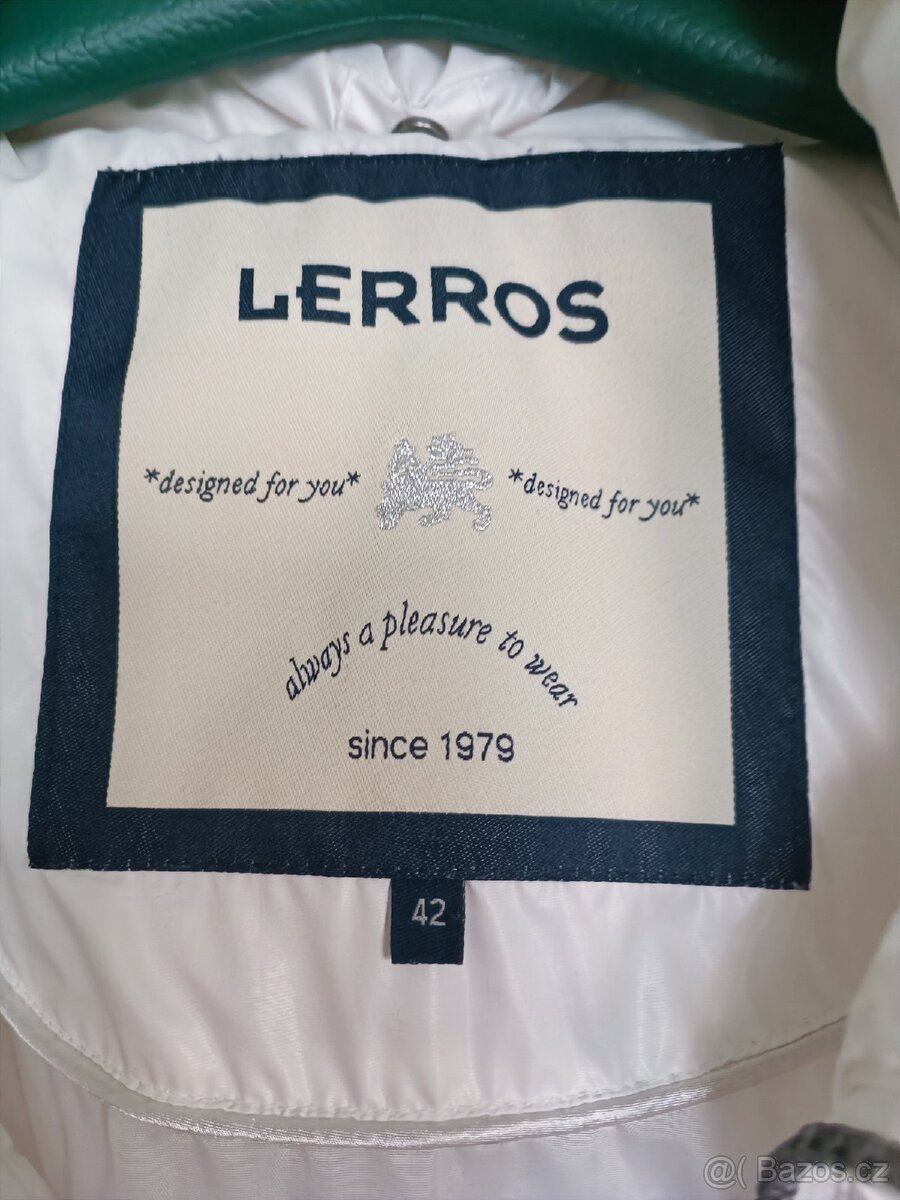 LERROS
*designed for you* *designed for you*
always a pleasure to wear
since 1979
42
@( Bazos.cz